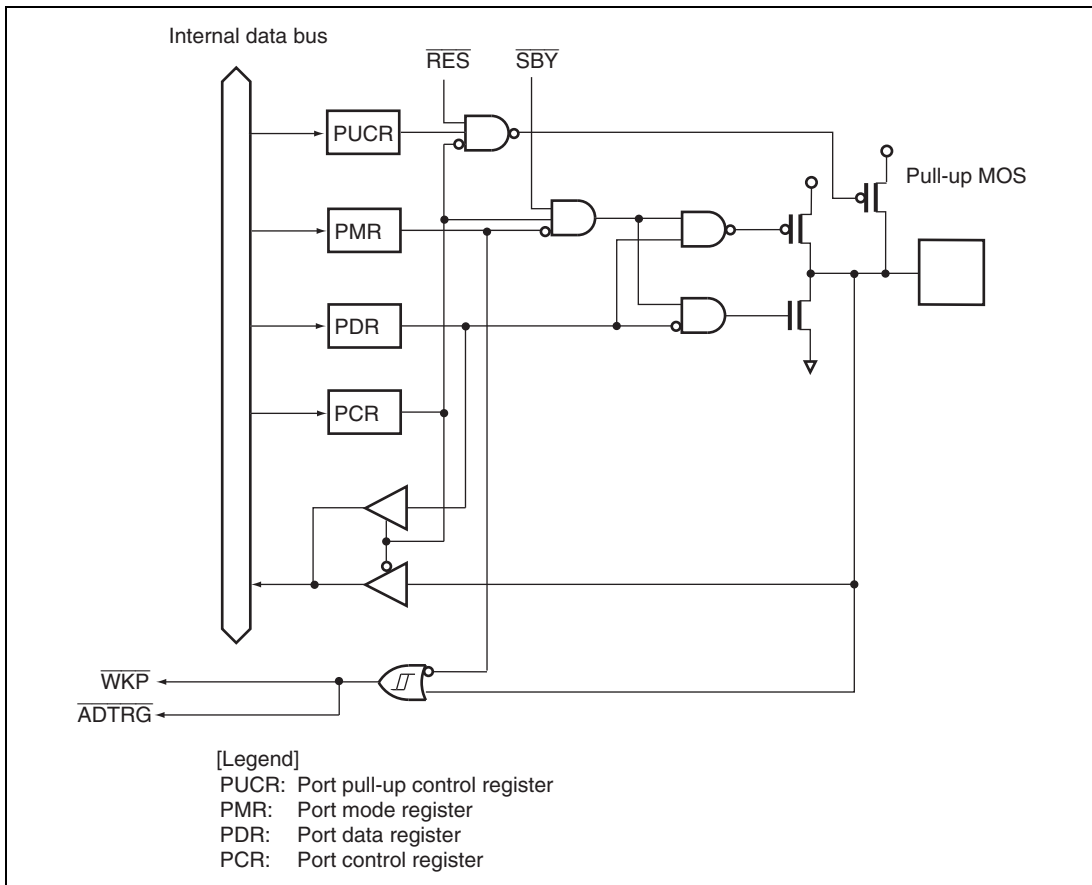 Internal data bus
RES
SBY
PUCR
Pull-up MOS
PMR
PDR
PCR
WKP
ADTRG
[Legend]
PUCR: Port pull-up control register
PMR: Port mode register
PDR: Port data register
PCR: Port control register